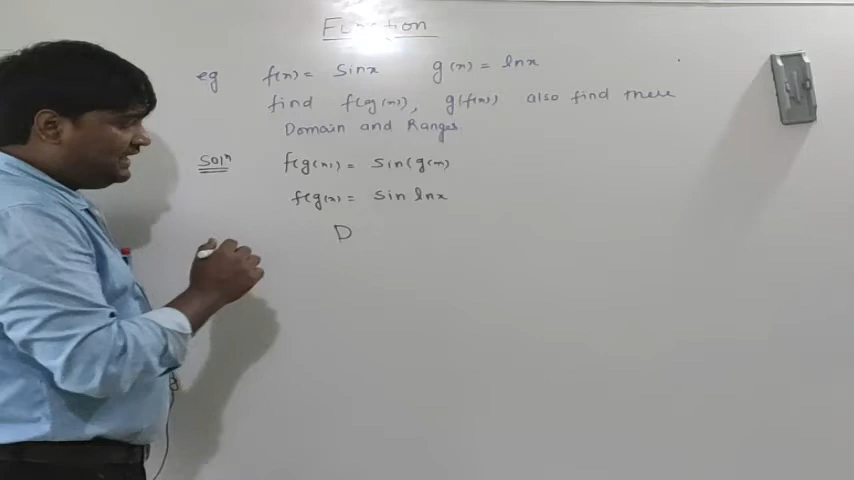 Function
eg f(x) = sinx g(x) = lnx
find f(g(x)), g(f(x)) also find there
Domain and Ranges.
Solⁿ f(g(x)) = sin(g(x)
f(g(x) = sin lnx
D